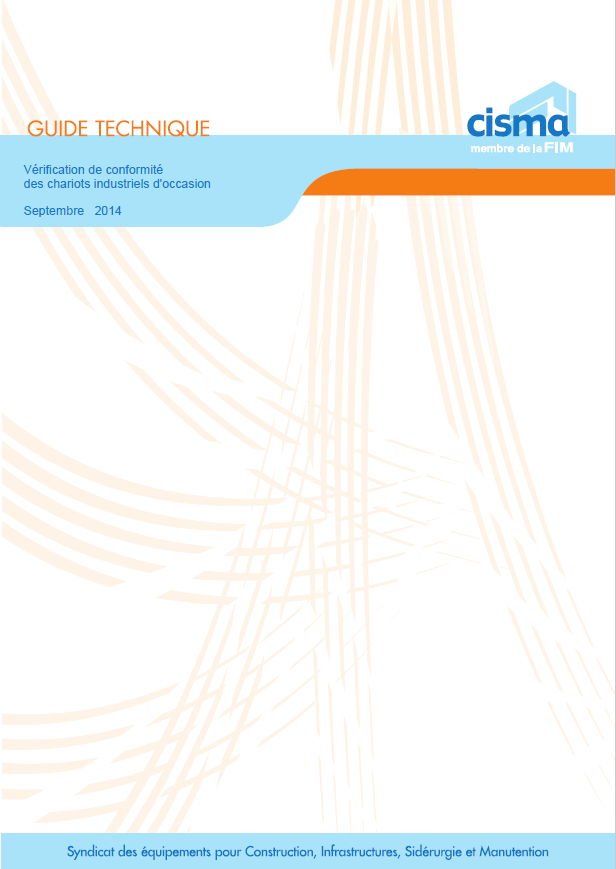 GUIDE TECHNIQUE
cisma
membre de la FIM
Vérification de conformité
des chariots industriels d'occasion
Septembre 2014
Syndicat des équipements pour Construction, Infrastructures, Sidérurgie et Manutention